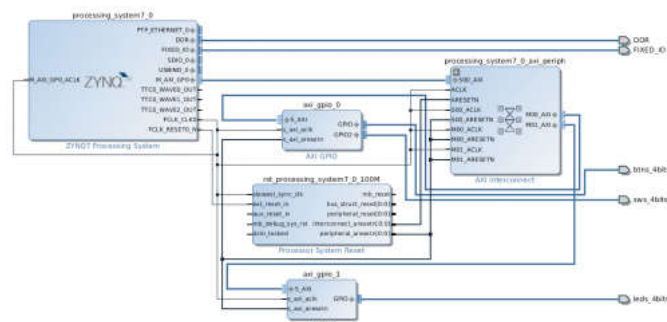 processing_system7_0
PTP_ETHERNET_0
DDR
FIXED_IO
SDIO_0
USBIND_0
M_AXI_GP0_ACLK
M_AXI_GP0
TTC0_WAVE0_OUT
TTC0_WAVE1_OUT
TTC0_WAVE2_OUT
FCLK_CLK0
FCLK_RESET0_N
ZYNQ
ZYNQ7 Processing System
axi_gpio_0
S_AXI
s_axi_aclk
s_axi_aresetn
GPIO
GPIO2
AXI GPIO
processing_system7_0_axi_periph
S00_AXI
ACLK
ARESETN
S00_ACLK
S00_ARESETN
M00_ACLK
M00_ARESETN
M01_ACLK
M01_ARESETN
M00_AXI
M01_AXI
AXI Interconnect
rst_processing_system7_0_100M
slowest_sync_clk
ext_reset_in
aux_reset_in
mb_debug_sys_rst
dcm_locked
mb_reset
bus_struct_reset[0:0]
peripheral_reset[0:0]
interconnect_aresetn[0:0]
peripheral_aresetn[0:0]
Processor System Reset
axi_gpio_1
S_AXI
s_axi_aclk
s_axi_aresetn
GPIO
DDR
FIXED_IO
btns_4bits
sws_4bits
leds_4bits